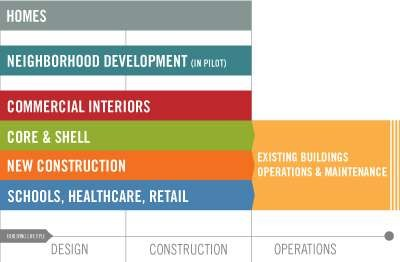 HOMES
NEIGHBORHOOD DEVELOPMENT (IN PILOT)
COMMERCIAL INTERIORS
CORE & SHELL
NEW CONSTRUCTION
SCHOOLS, HEALTHCARE, RETAIL
EXISTING BUILDINGS
OPERATIONS & MAINTENANCE
DESIGN
CONSTRUCTION
OPERATIONS